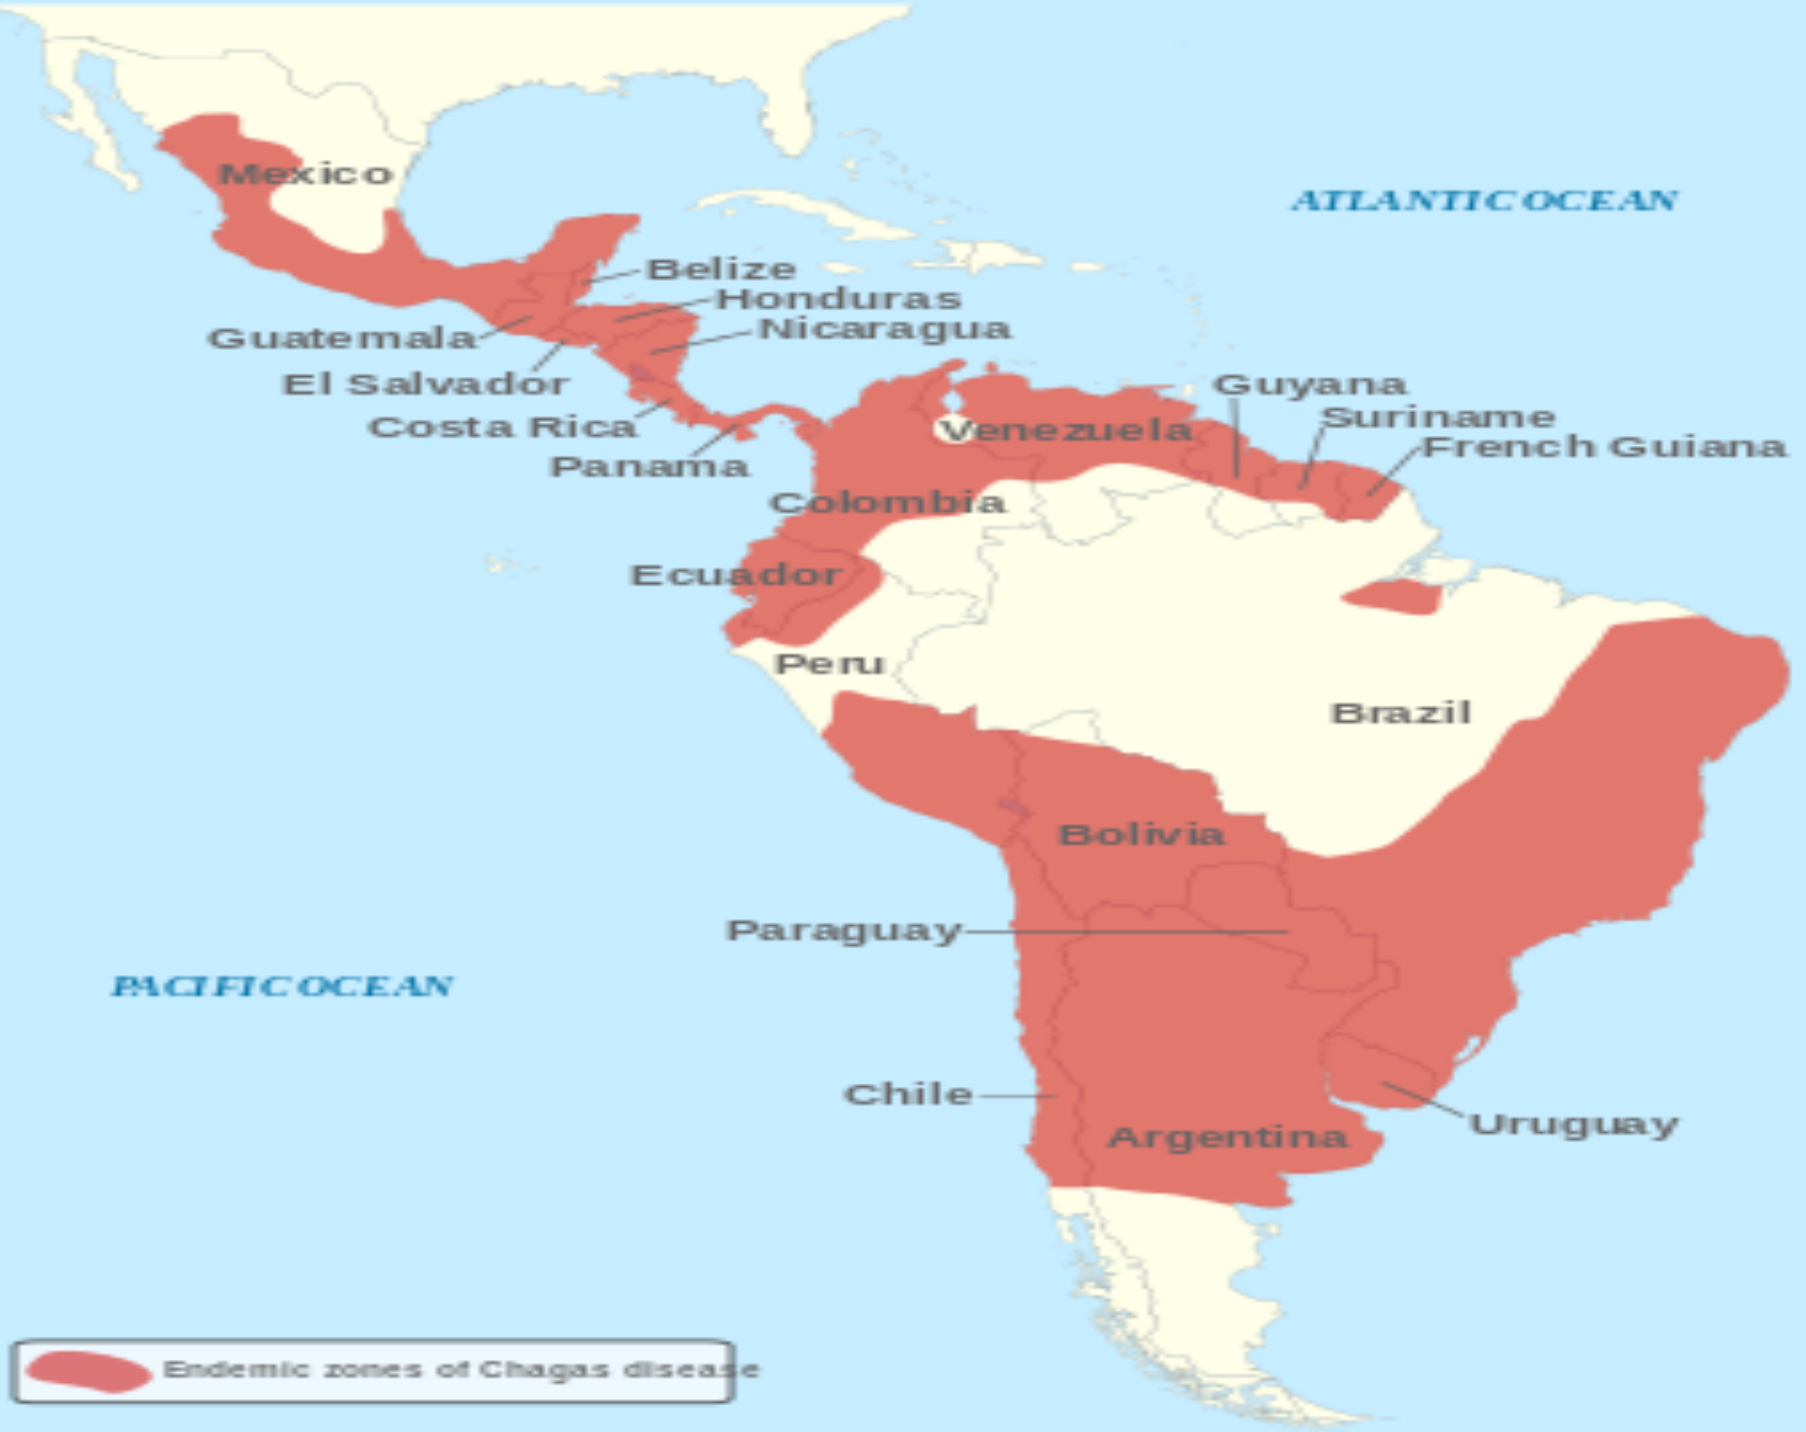 Mexico
ATLANTIC OCEAN
Belize
Honduras
Nicaragua
Guatemala
El Salvador
Costa Rica
Panama
Guyana
Suriname
French Guiana
Venezuela
Colombia
Ecuador
Peru
Brazil
Bolivia
Paraguay
PACIFIC OCEAN
Chile
Uruguay
Argentina
Endemic zones of Chagas disease